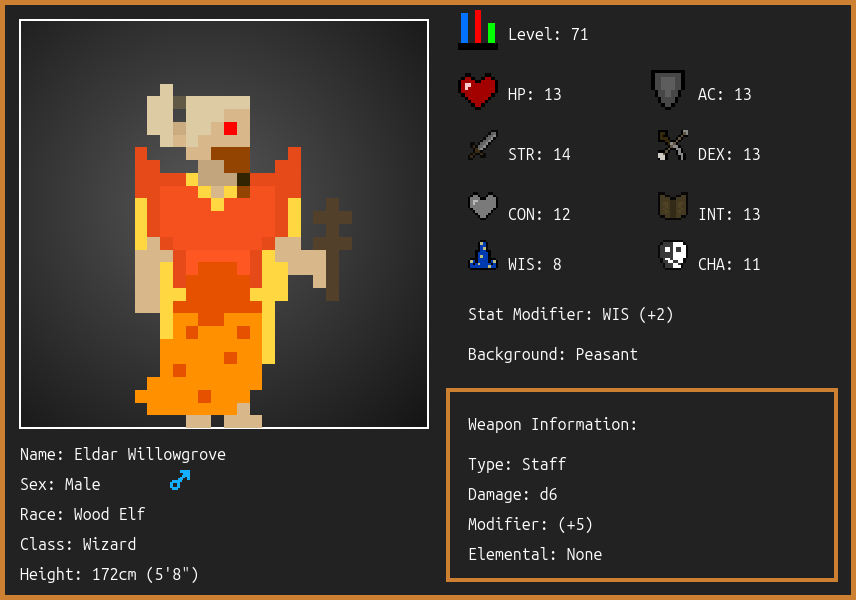 Level: 71
HP: 13
AC: 13
STR: 14
DEX: 13
CON: 12
INT: 13
WIS: 8
CHA: 11
Stat Modifier: WIS (+2)
Background: Peasant
Weapon Information:
Type: Staff
Damage: d6
Modifier: (+5)
Elemental: None
Name: Eldar Willowgrove
Sex: Male
Race: Wood Elf
Class: Wizard
Height: 172cm (5'8")